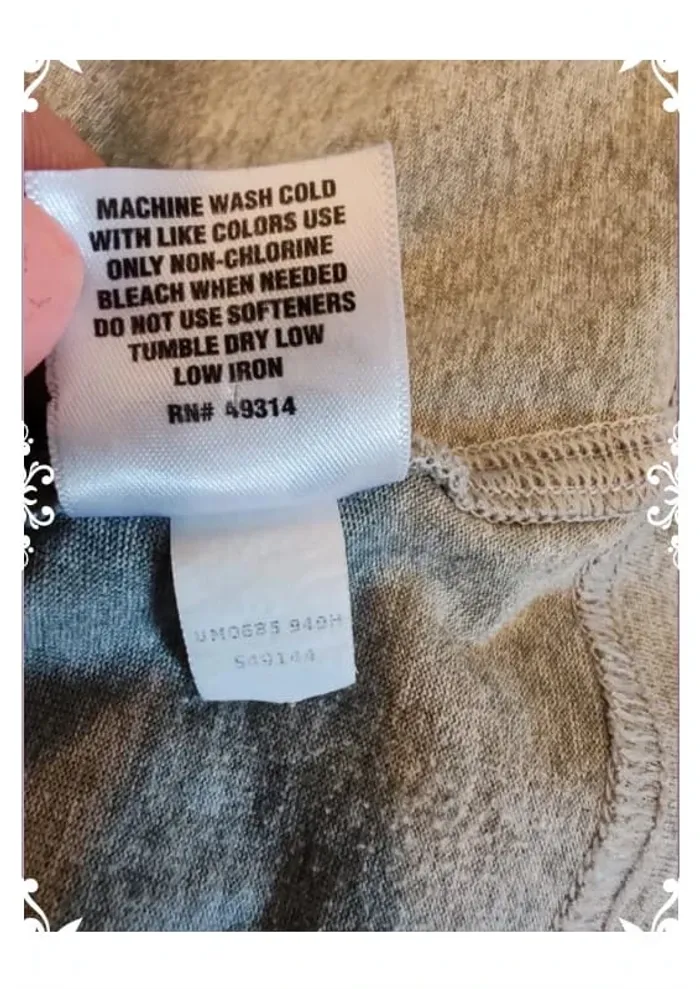 MACHINE WASH COLD
WITH LIKE COLORS USE
ONLY NON-CHLORINE
BLEACH WHEN NEEDED
DO NOT USE SOFTENERS
TUMBLE DRY LOW
LOW IRON
RN# 49314
UM0685 940H